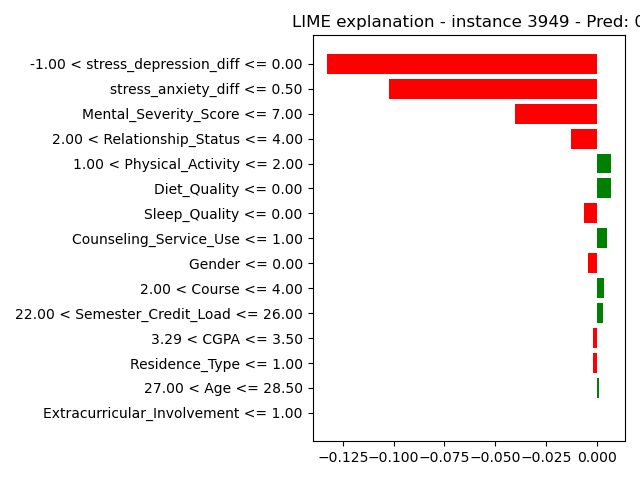 LIME explanation - instance 3949 - Pred: 0
-1.00 < stress_depression_diff <= 0.00
stress_anxiety_diff <= 0.50
Mental_Severity_Score <= 7.00
2.00 < Relationship_Status <= 4.00
1.00 < Physical_Activity <= 2.00
Diet_Quality <= 0.00
Sleep_Quality <= 0.00
Counseling_Service_Use <= 1.00
Gender <= 0.00
2.00 < Course <= 4.00
22.00 < Semester_Credit_Load <= 26.00
3.29 < CGPA <= 3.50
Residence_Type <= 1.00
27.00 < Age <= 28.50
Extracurricular_Involvement <= 1.00
−0.125 −0.100 −0.075 −0.050 −0.025 0.000